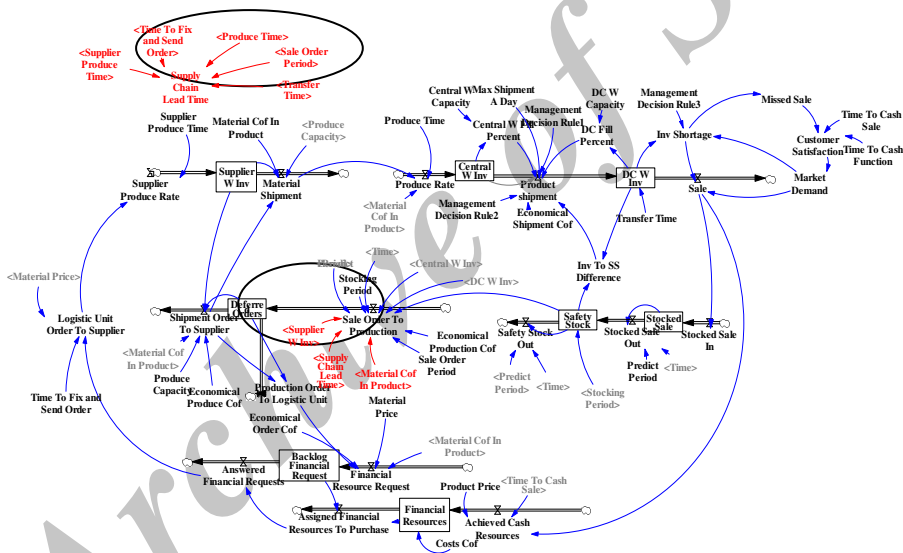 <Time To Fix
and Send
Order>
<Produce Time>
<Supplier
Produce
Time>
<Sale Order
Period>
Supply
Chain
Lead Time
<Transfer
Time>
Supplier
Produce Time
Material Cof In
Product
<Produce
Capacity>
Supplier
W Inv
Supplier
Produce Rate
Material
Shipment
Produce Time
Central W
Capacity
Max Shipment
A Day
Management
Decision Rule1
Central W Fill
Percent
DC W
Capacity
DC Fill
Percent
Management
Decision Rule3
Inv Shortage
Missed Sale
Time To Cash
Sale
Customer
Satisfaction
Time To Cash
Function
Market
Demand
Produce Rate
Central
W Inv
Product
shipment
DC W
Inv
Sale
<Material
Cof In
Product>
Management
Decision Rule2
Economical
Shipment Cof
Transfer Time
Inv To SS
Difference
<Material Price>
Logistic Unit
Order To Supplier
Shipment Order
To Supplier
Deferre
Orders
Stocking
Period
<Time>
<Central W Inv>
<DC W Inv>
Sale Order To
Production
<Supplier
W Inv>
<Supply
Chain
Lead
Time>
<Material Cof
In Product>
Economical
Production Cof
Sale Order
Period
Safety Stock
Out
Safety
Stock
Stocked Sale
Out
Stocked
Sale
Stocked Sale
In
<Predict
Period>
<Time>
Predict
Period
<Time>
<Stocking
Period>
<Material Cof
In Product>
Produce
Capacity
Economical
Produce Cof
Time To Fix and
Send Order
Production Order
To Logistic Unit
Economical
Order Cof
Material
Price
<Material Cof In
Product>
Answered
Financial Requests
Backlog
Financial
Request
Financial
Resource Request
Assigned Financial
Resources To Purchase
Financial
Resources
Product Price
<Time To Cash
Sale>
Achieved Cash
Resources
Costs Cof
Archive of S